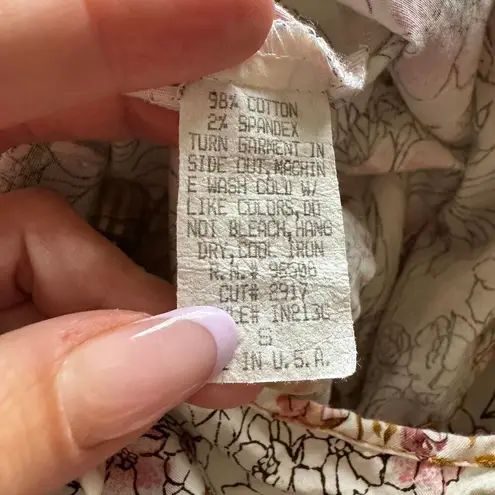 98% COTTON
2% SPANDEX
TURN GARMENT IN
SIDE OUT, MACHIN
E WASH COLD W/
LIKE COLORS, DO
NOT BLEACH, HANG
DRY, COOL IRON
R.N.#
CUT# 2917
LE# IN213G
S
IN U.S.A.